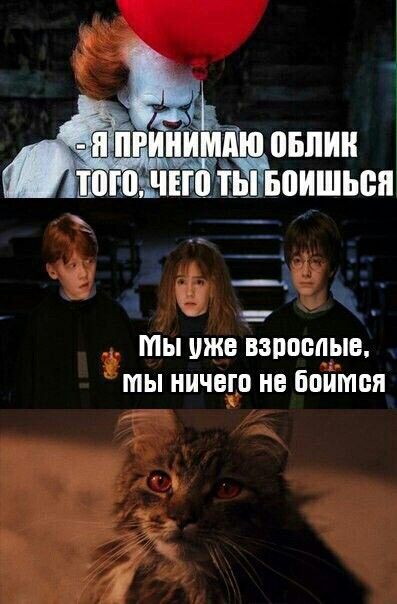 - Я ПРИНИМАЮ ОБЛИК
ТОГО, ЧЕГО ТЫ БОИШЬСЯ
Мы уже взрослые,
мы ничего не боимся